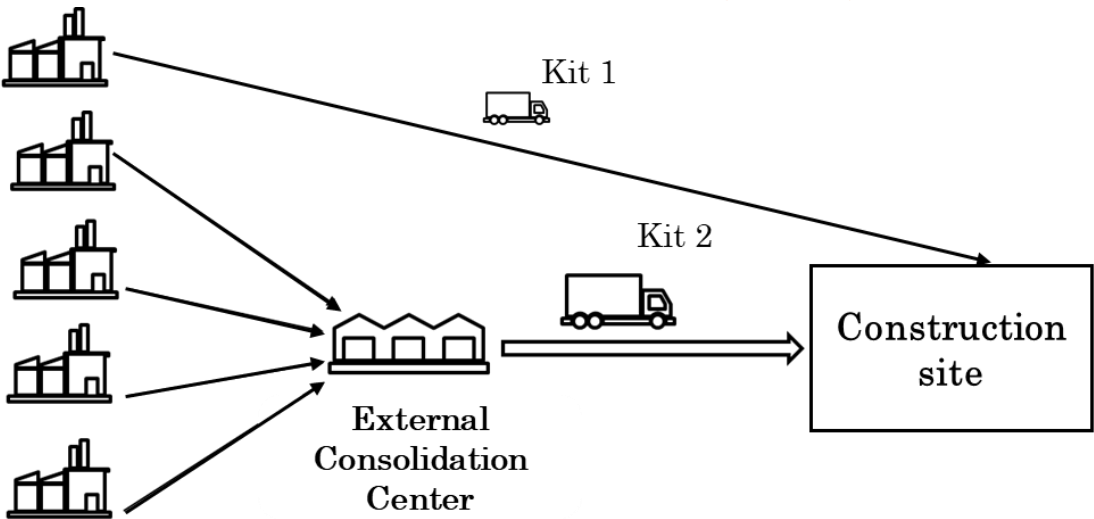 Kit 1
Kit 2
Construction
site
External
Consolidation
Center